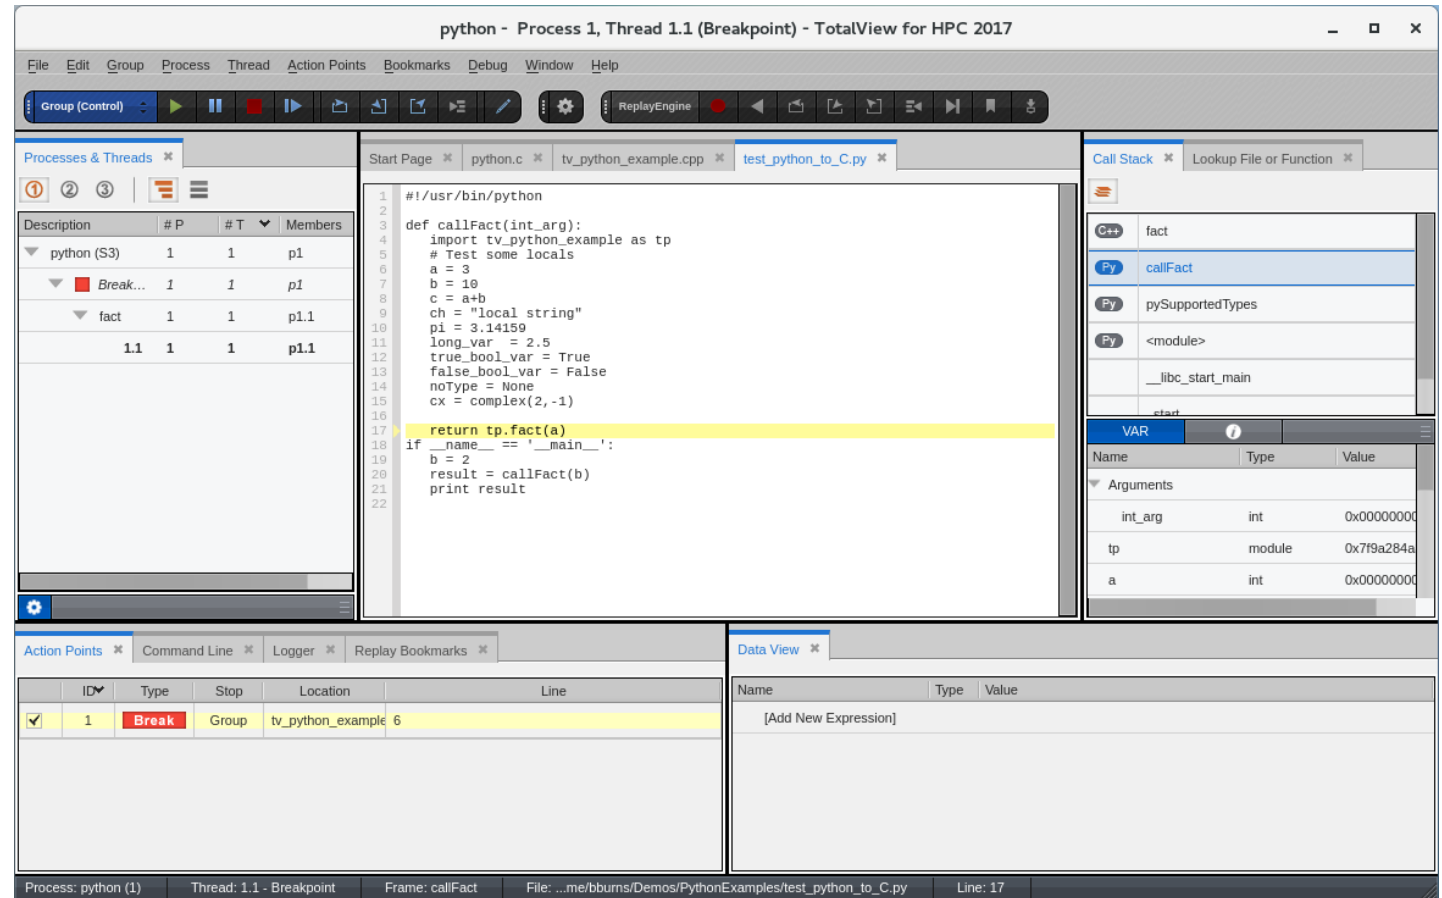 python - Process 1, Thread 1.1 (Breakpoint) - TotalView for HPC 2017
File Edit Group Process Thread Action Points Bookmarks Debug Window Help
Group (Control) ReplayEngine
Processes & Threads
1 2 3
Description # P # T Members
python (S3) 1 1 p1
Break... 1 1 p1
fact 1 1 p1.1
1.1 1 1 p1.1
Start Page python.c tv_python_example.cpp test_python_to_C.py
1 #!/usr/bin/python
2
3 def callFact(int_arg):
4 import tv_python_example as tp
5 # Test some locals
6 a = 3
7 b = 10
8 c = a+b
9 ch = "local string"
10 pi = 3.14159
11 long_var  = 2.5
12 true_bool_var = True
13 false_bool_var = False
14 noType = None
15 cx = complex(2,-1)
16
17 return tp.fact(a)
18 if __name__ == '__main__':
19 b = 2
20 result = callFact(b)
21 print result
22
Call Stack Lookup File or Function
C++ fact
Py callFact
Py pySupportedTypes
Py <module>
__libc_start_main
_start
VAR i
Name Type Value
Arguments
int_arg int 0x00000000
tp module 0x7f9a284a
a int 0x00000000
Action Points Command Line Logger Replay Bookmarks
ID Type Stop Location Line
1 Break Group tv_python_example 6
Data View
Name Type Value
[Add New Expression]
Process: python (1) Thread: 1.1 - Breakpoint Frame: callFact File: ...me/bburns/Demos/PythonExamples/test_python_to_C.py Line: 17